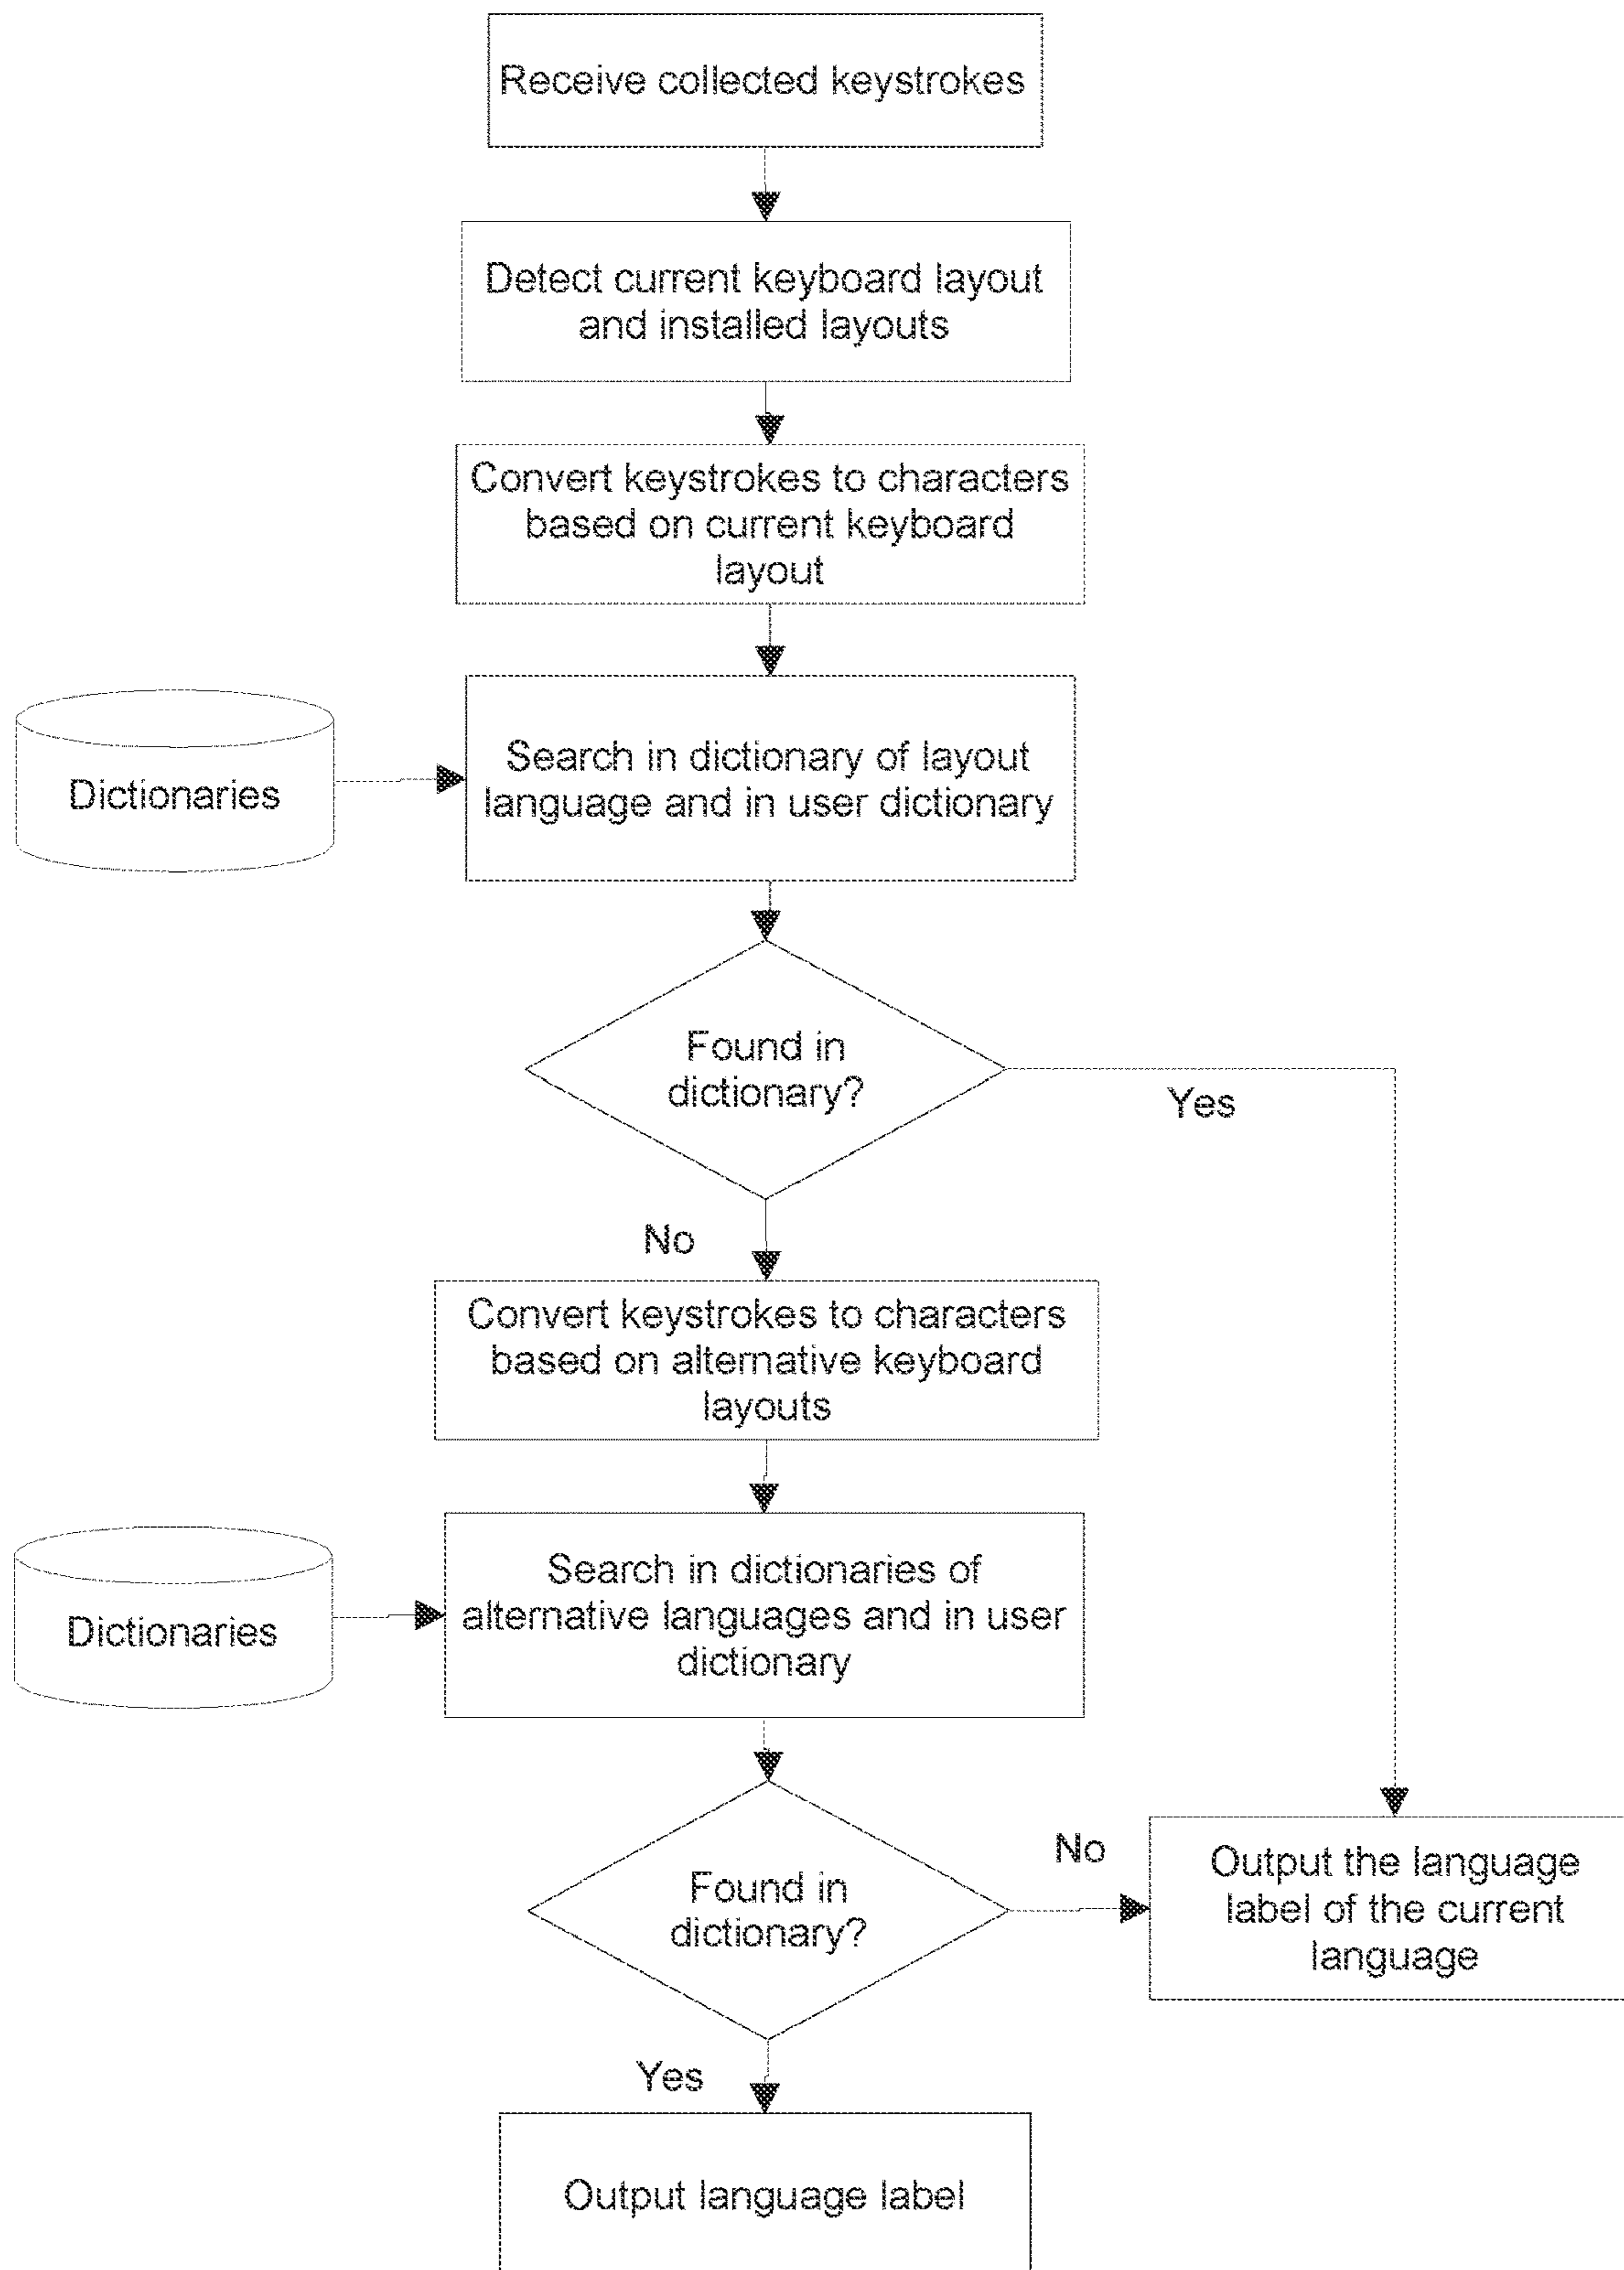 Receive collected keystrokes
Detect current keyboard layout
and installed layouts
Convert keystrokes to characters
based on current keyboard
layout
Dictionaries
Search in dictionary of layout
language and in user dictionary
Found in
dictionary?
Yes
No
Convert keystrokes to characters
based on alternative keyboard
layouts
Dictionaries
Search in dictionaries of
alternative languages and in user
dictionary
Found in
dictionary?
No
Output the language
label of the current
language
Yes
Output language label